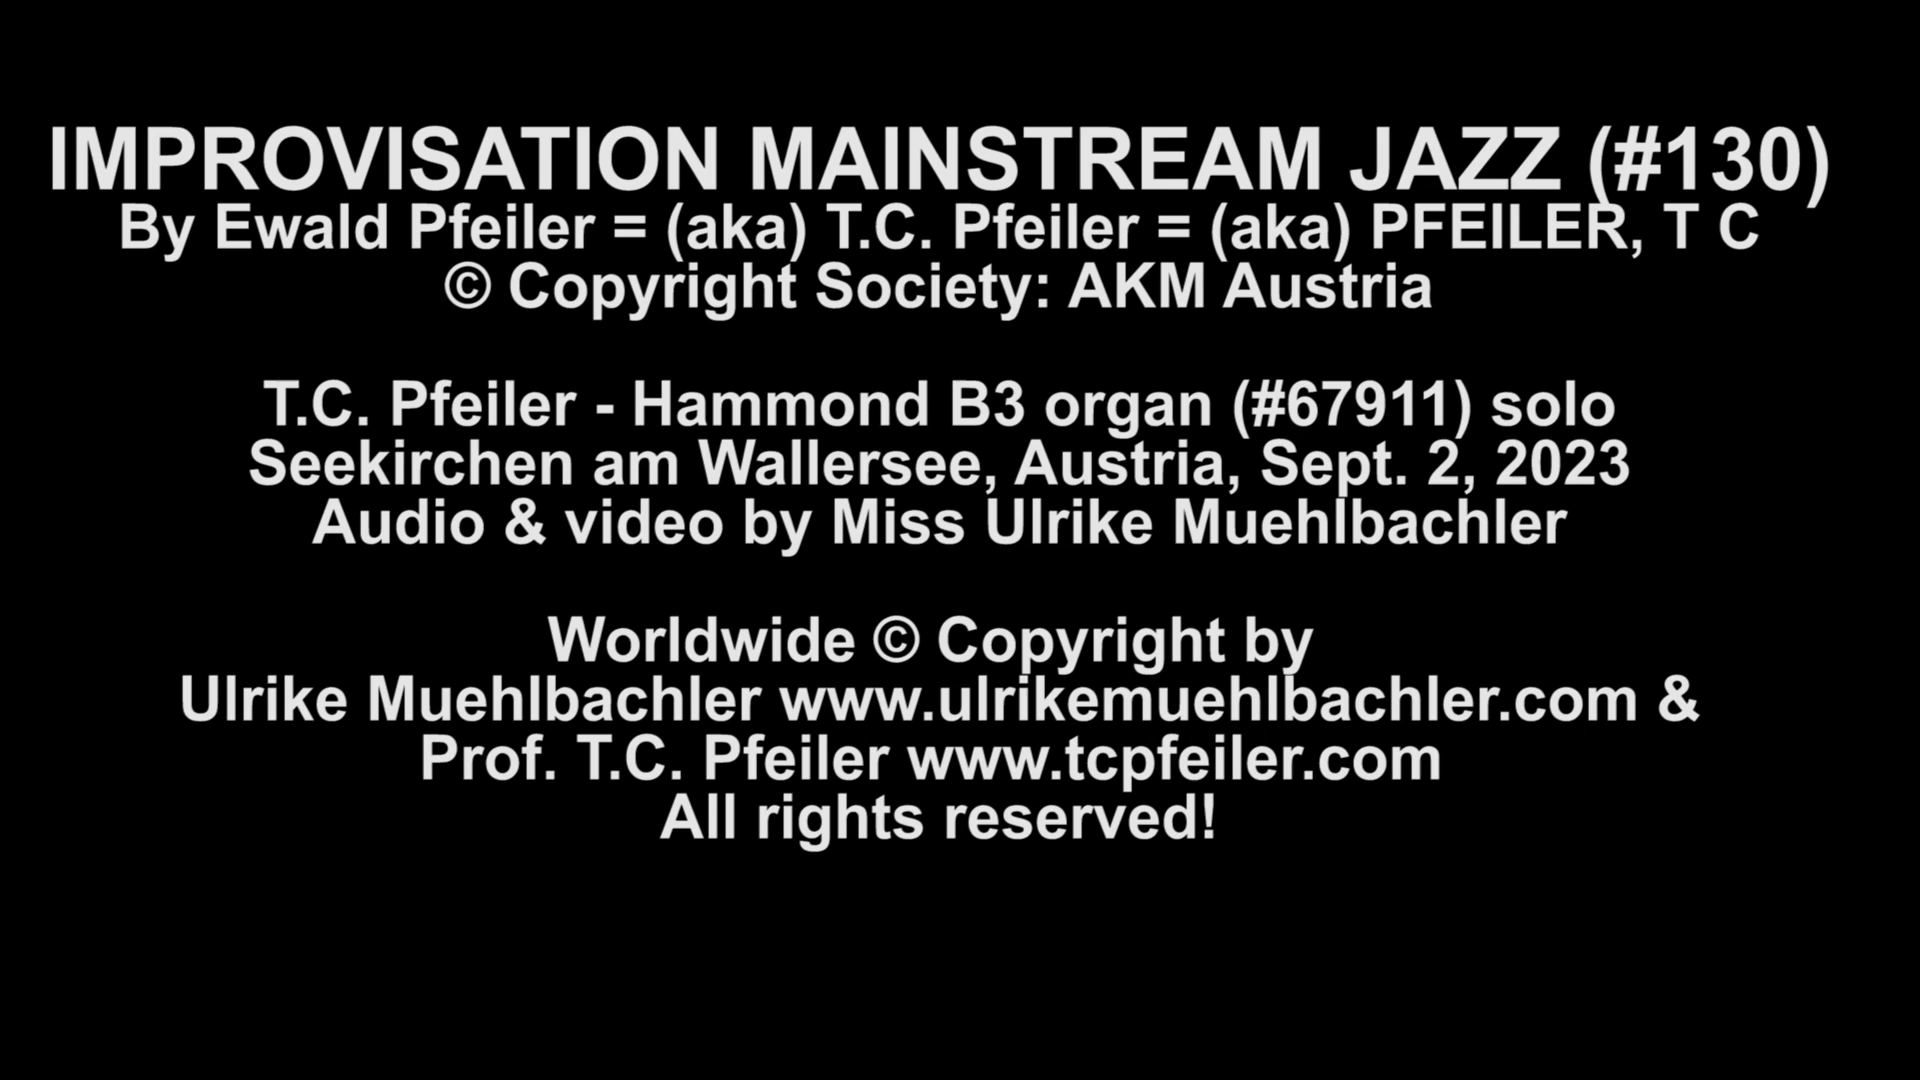 IMPROVISATION MAINSTREAM JAZZ (#130)
By Ewald Pfeiler = (aka) T.C. Pfeiler = (aka) PFEILER, T C
© Copyright Society: AKM Austria
T.C. Pfeiler - Hammond B3 organ (#67911) solo
Seekirchen am Wallersee, Austria, Sept. 2, 2023
Audio & video by Miss Ulrike Muehlbachler
Worldwide © Copyright by
Ulrike Muehlbachler www.ulrikemuehlbachler.com &
Prof. T.C. Pfeiler www.tcpfeiler.com
All rights reserved!